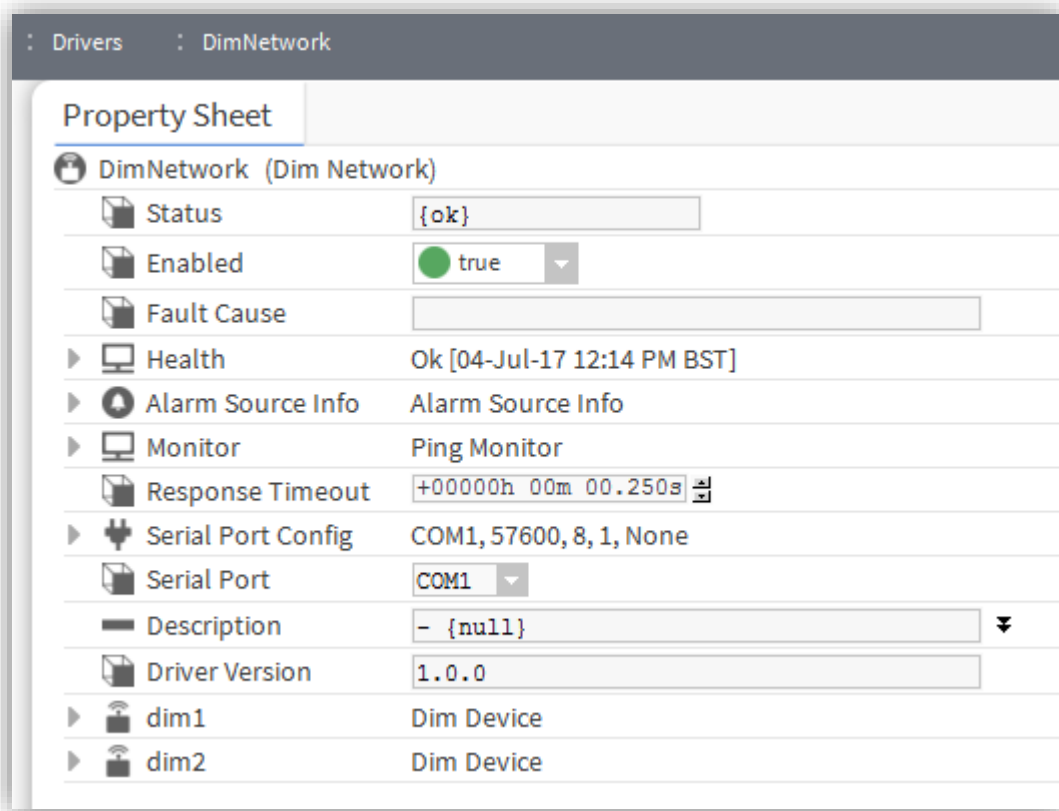 : Drivers : DimNetwork
Property Sheet
DimNetwork (Dim Network)
Status {ok}
Enabled true
Fault Cause
Health Ok [04-Jul-17 12:14 PM BST]
Alarm Source Info Alarm Source Info
Monitor Ping Monitor
Response Timeout +00000h 00m 00.250s
Serial Port Config COM1, 57600, 8, 1, None
Serial Port COM1
Description - {null}
Driver Version 1.0.0
dim1 Dim Device
dim2 Dim Device